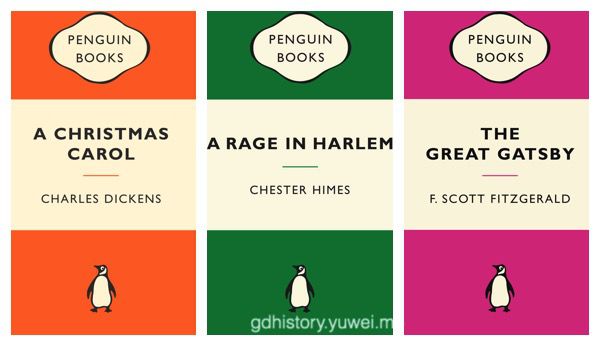 PENGUIN
BOOKS
A CHRISTMAS
CAROL
CHARLES DICKENS
PENGUIN
BOOKS
A RAGE IN HARLEM
CHESTER HIMES
gdhistory.yuwei.m
PENGUIN
BOOKS
THE
GREAT GATSBY
F. SCOTT FITZGERALD